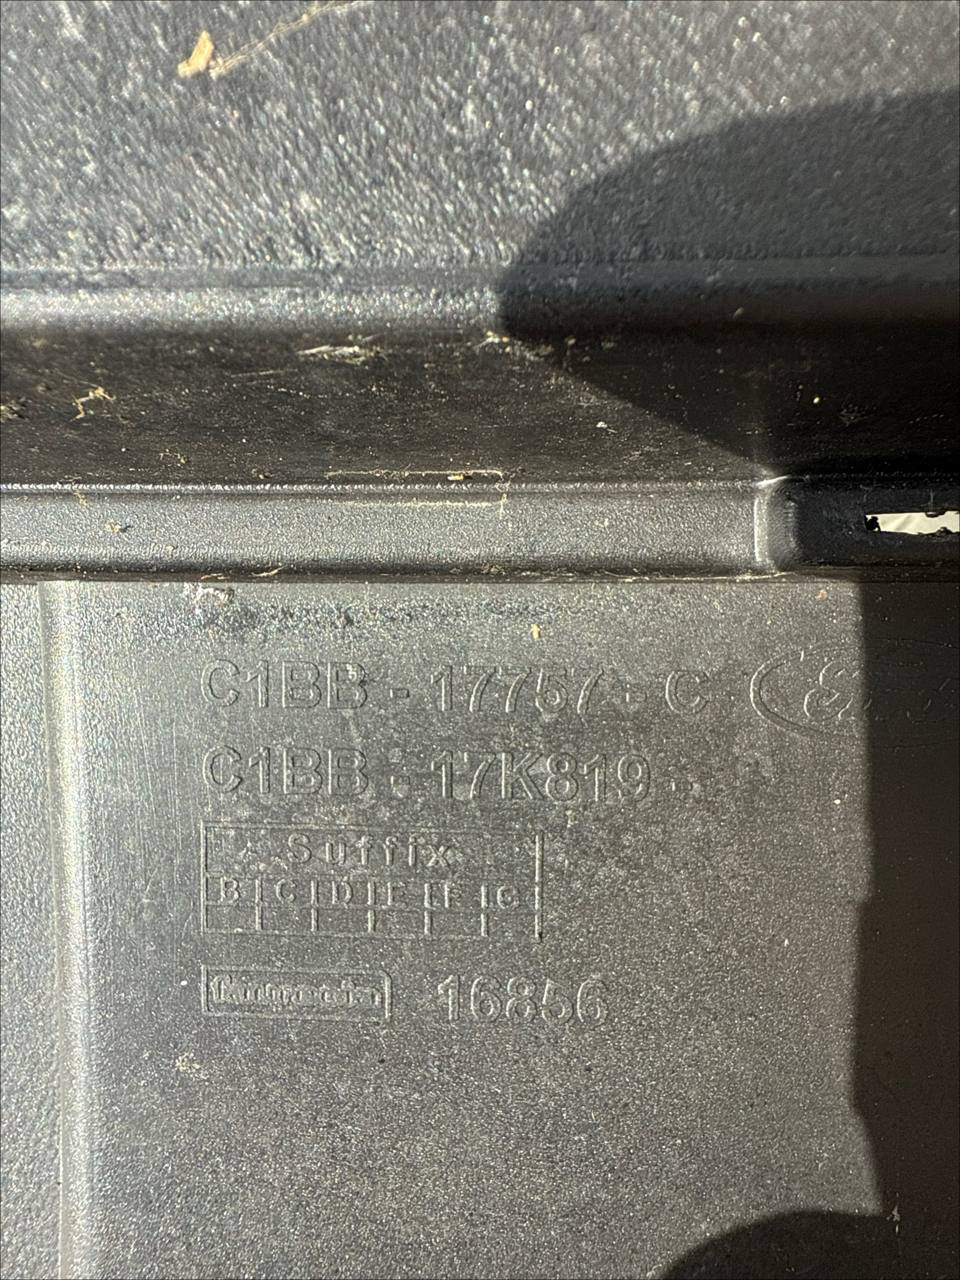 C1BB - 17757 - C
C1BB - 17K819 -
Suffix
B C D E F G
16856